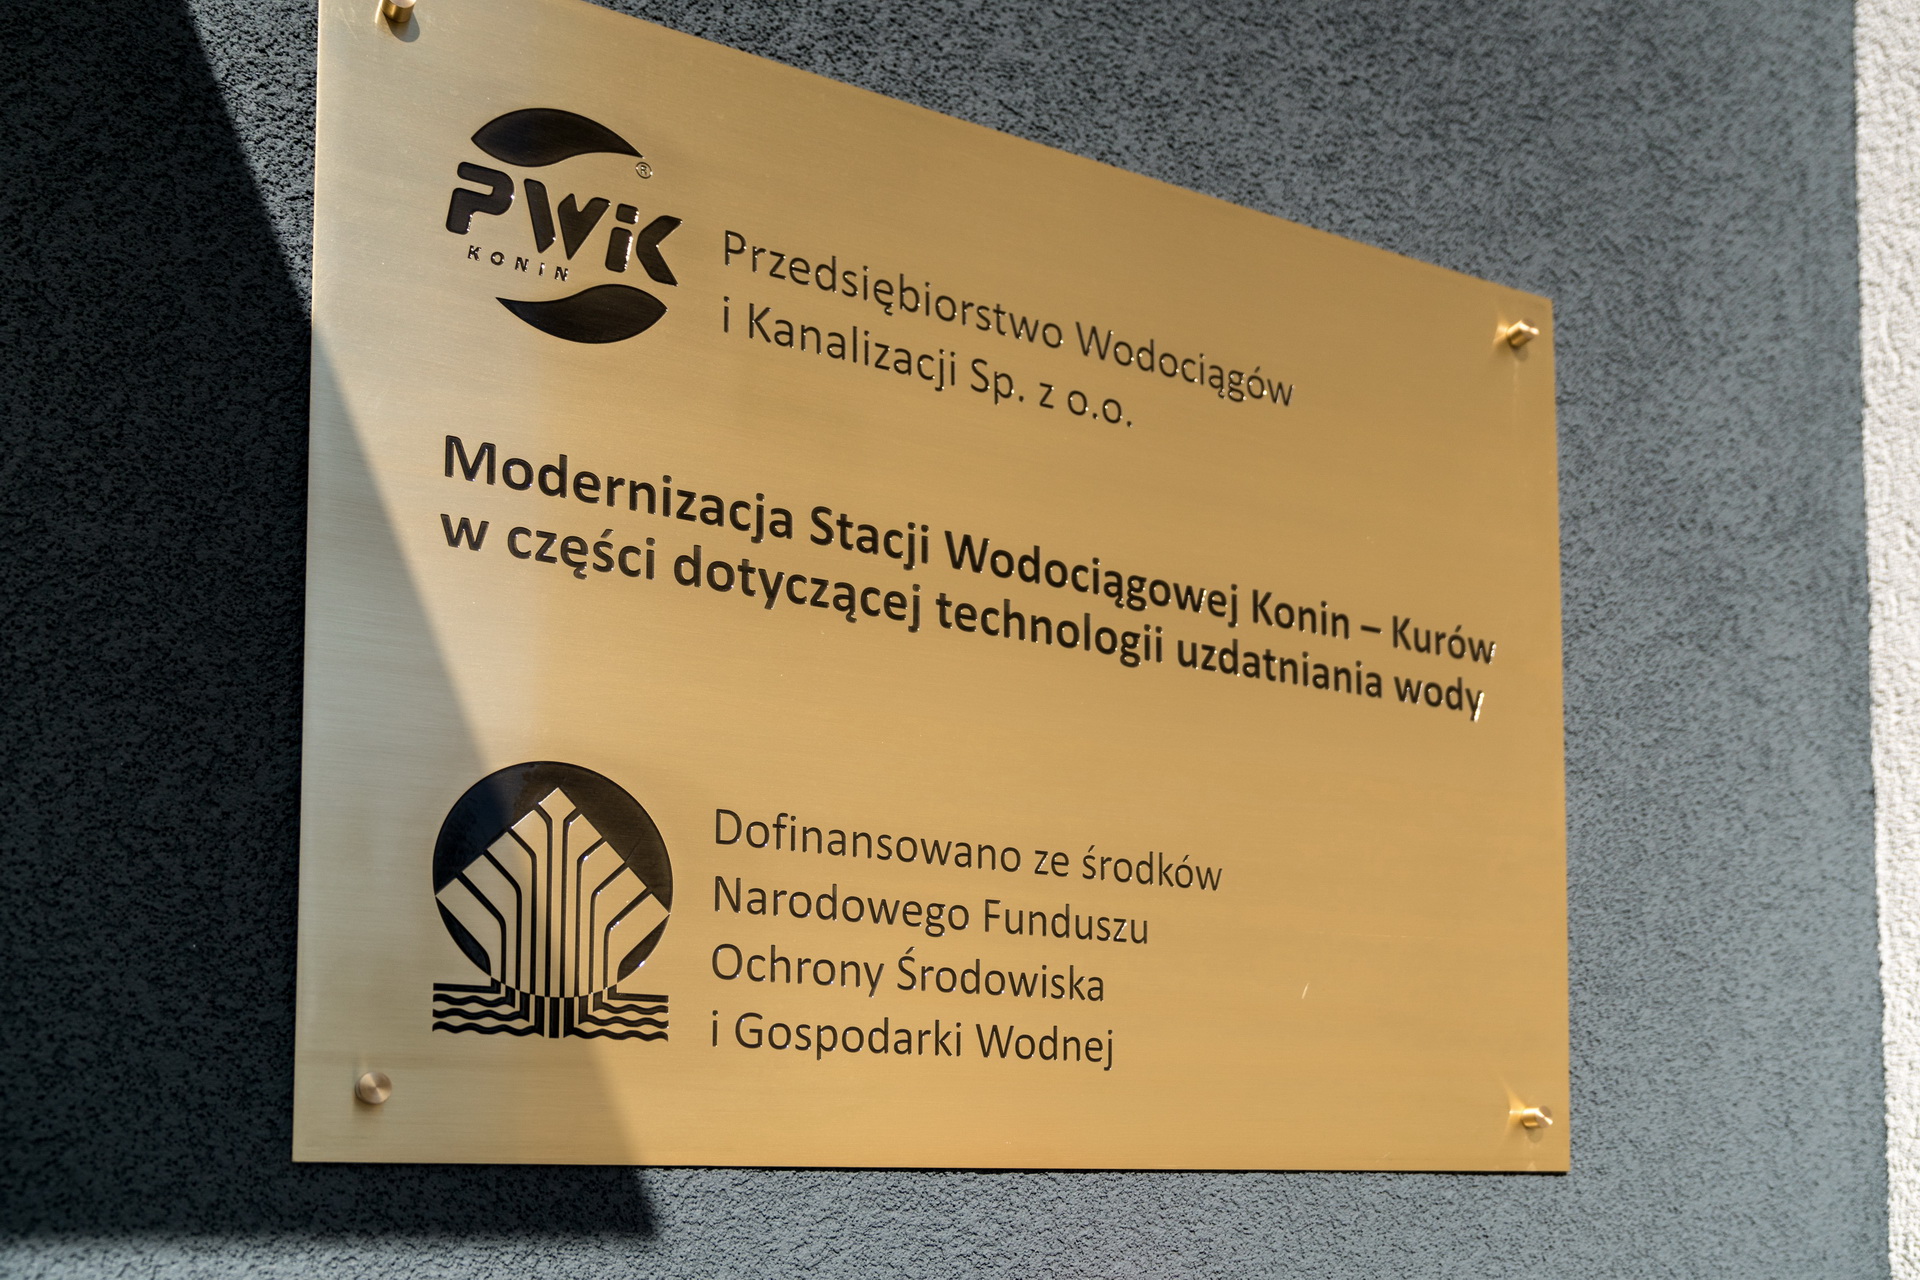 PWiK ®
KONIN
Przedsiębiorstwo Wodociągów
i Kanalizacji Sp. z o.o.
Modernizacja Stacji Wodociągowej Konin – Kurów
w części dotyczącej technologii uzdatniania wody
Dofinansowano ze środków
Narodowego Funduszu
Ochrony Środowiska
i Gospodarki Wodnej